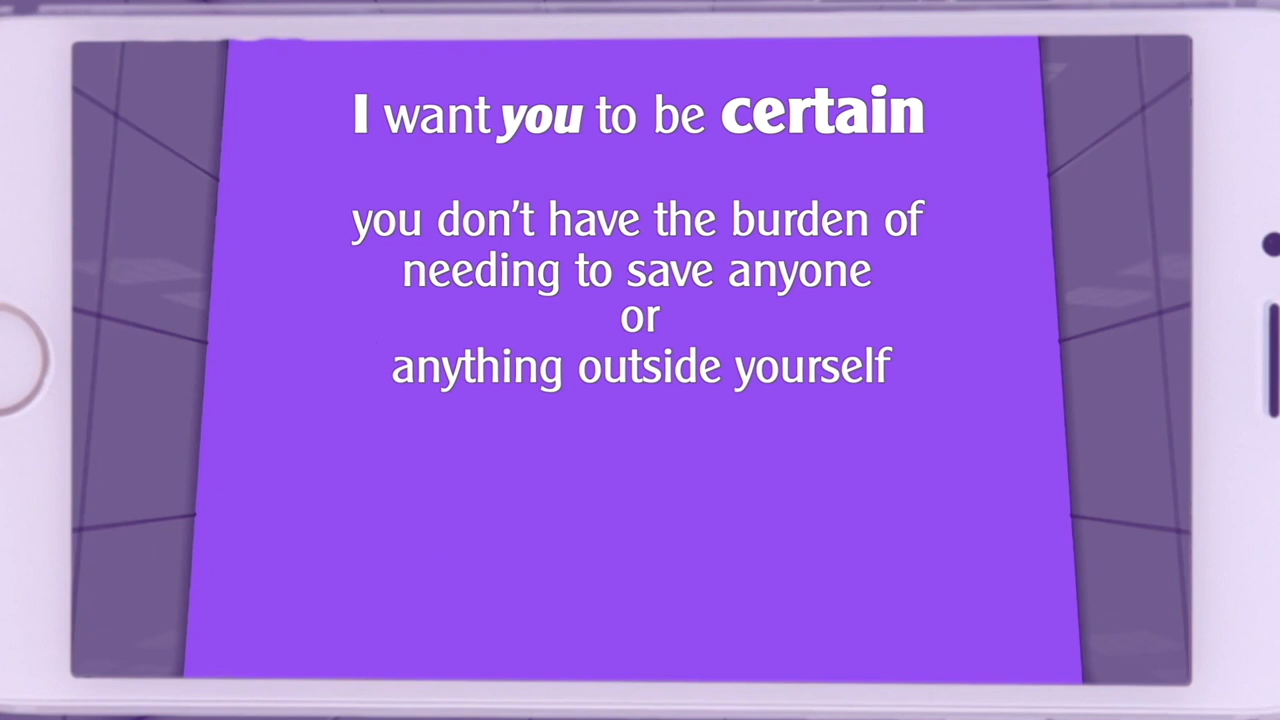 I want you to be certain
you don't have the burden of
needing to save anyone
or
anything outside yourself